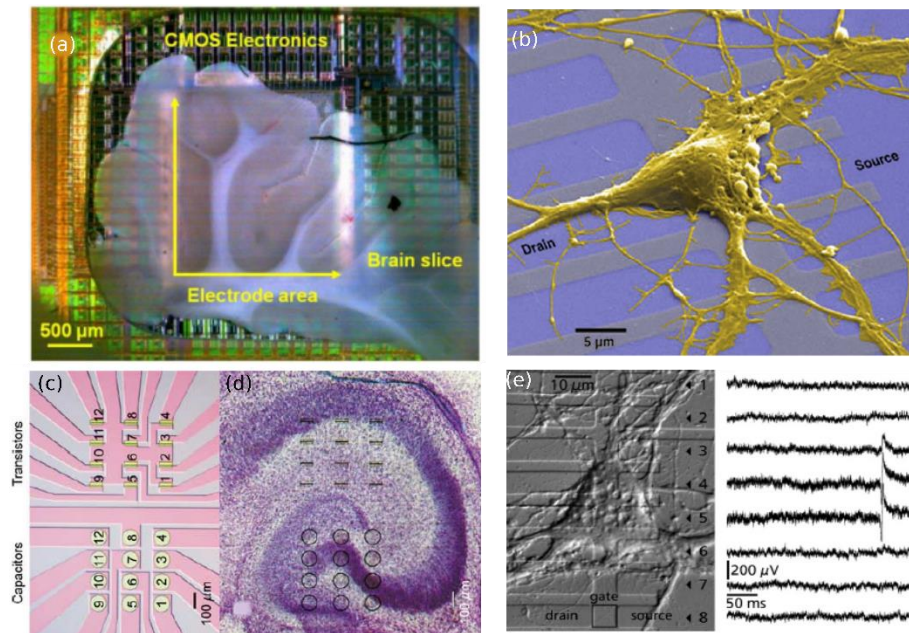 (a)
CMOS Electronics
Brain slice
Electrode area
500 µm
(b)
Source
Drain
5 µm
(c)
Transistors
12
8
4
11
7
3
10
6
2
9
5
1
Capacitors
12
8
4
11
7
3
10
6
2
9
5
1
100 µm
(d)
100 µm
(e)
10 µm
1
2
3
4
5
6
7
8
gate
drain
source
200 µV
50 ms